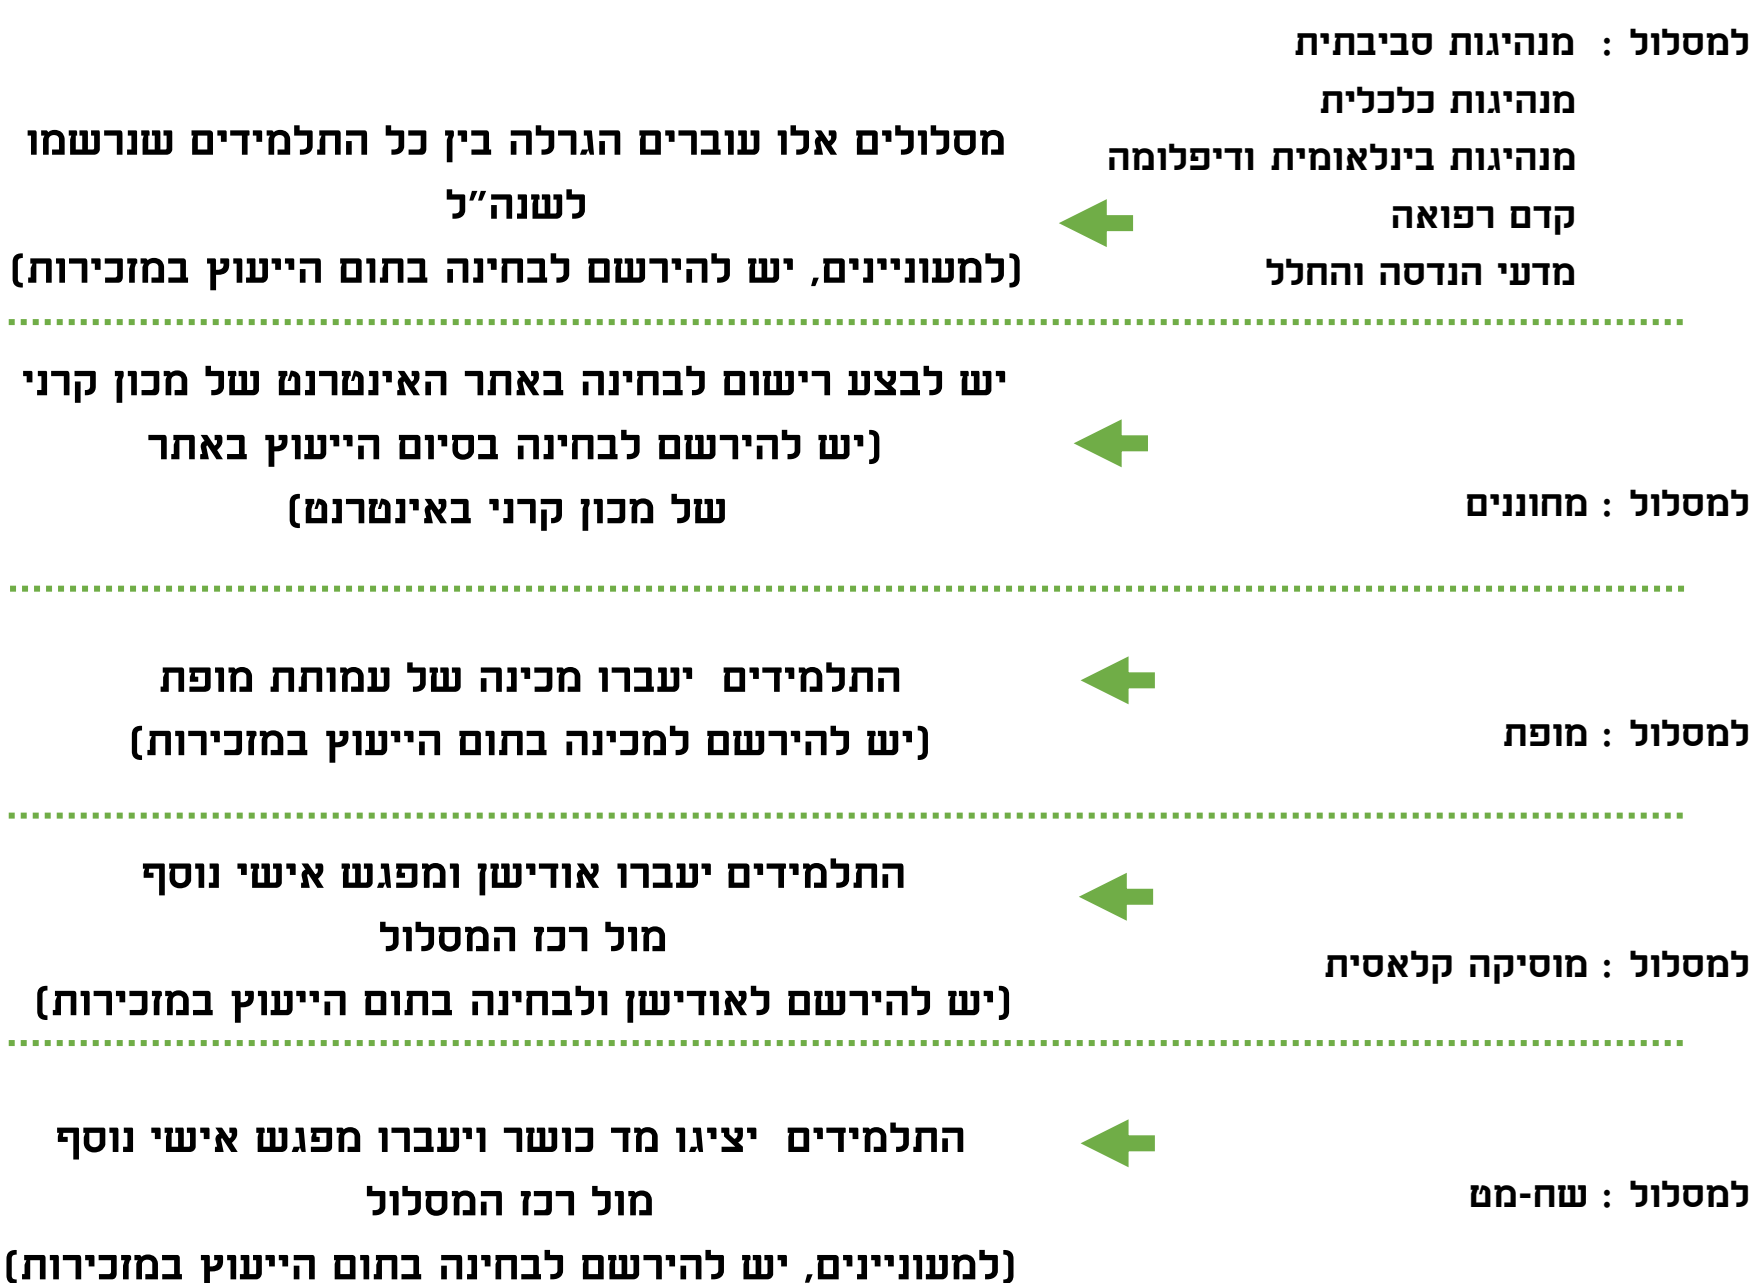 למסלול : מנהיגות סביבתית
מנהיגות כלכלית
מנהיגות בינלאומית ודיפלומה
קדם רפואה
מדעי הנדסה והחלל
מסלולים אלו עוברים הגרלה בין כל התלמידים שנרשמו
לשנה"ל
(למעוניינים, יש להירשם לבחינה בתום הייעוץ במזכירות)
למסלול : מחוננים
יש לבצע רישום לבחינה באתר האינטרנט של מכון קרני
(יש להירשם לבחינה בסיום הייעוץ באתר
של מכון קרני באינטרנט)
למסלול : מופת
התלמידים יעברו מכינה של עמותת מופת
(יש להירשם למכינה בתום הייעוץ במזכירות)
למסלול : מוסיקה קלאסית
התלמידים יעברו אודישן ומפגש אישי נוסף
מול רכז המסלול
(יש להירשם לאודישן ולבחינה בתום הייעוץ במזכירות)
למסלול : שח-מט
התלמידים יציגו מד כושר ויעברו מפגש אישי נוסף
מול רכז המסלול
(למעוניינים, יש להירשם לבחינה בתום הייעוץ במזכירות)